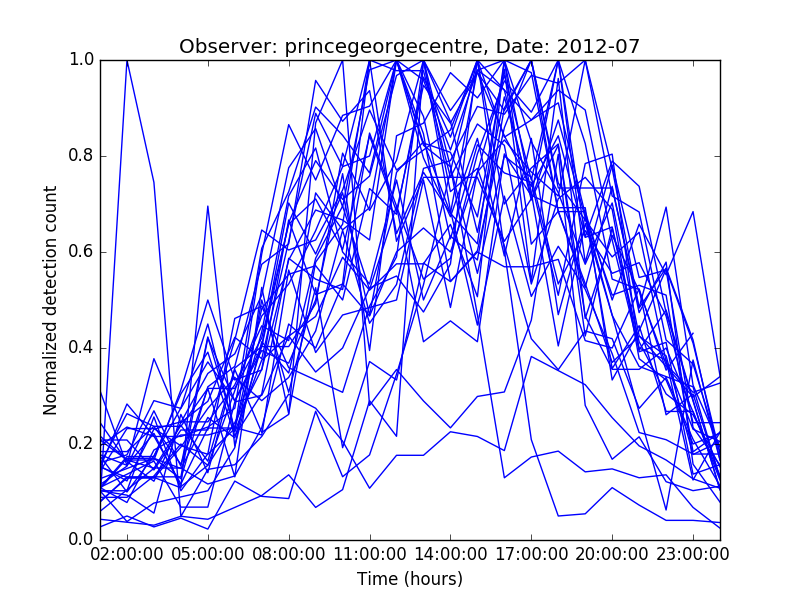 Observer: princegeorgecentre, Date: 2012-07
1.0
0.8
0.6
0.4
0.2
0.0
Normalized detection count
02:00:00 05:00:00 08:00:00 11:00:00 14:00:00 17:00:00 20:00:00 23:00:00
Time (hours)